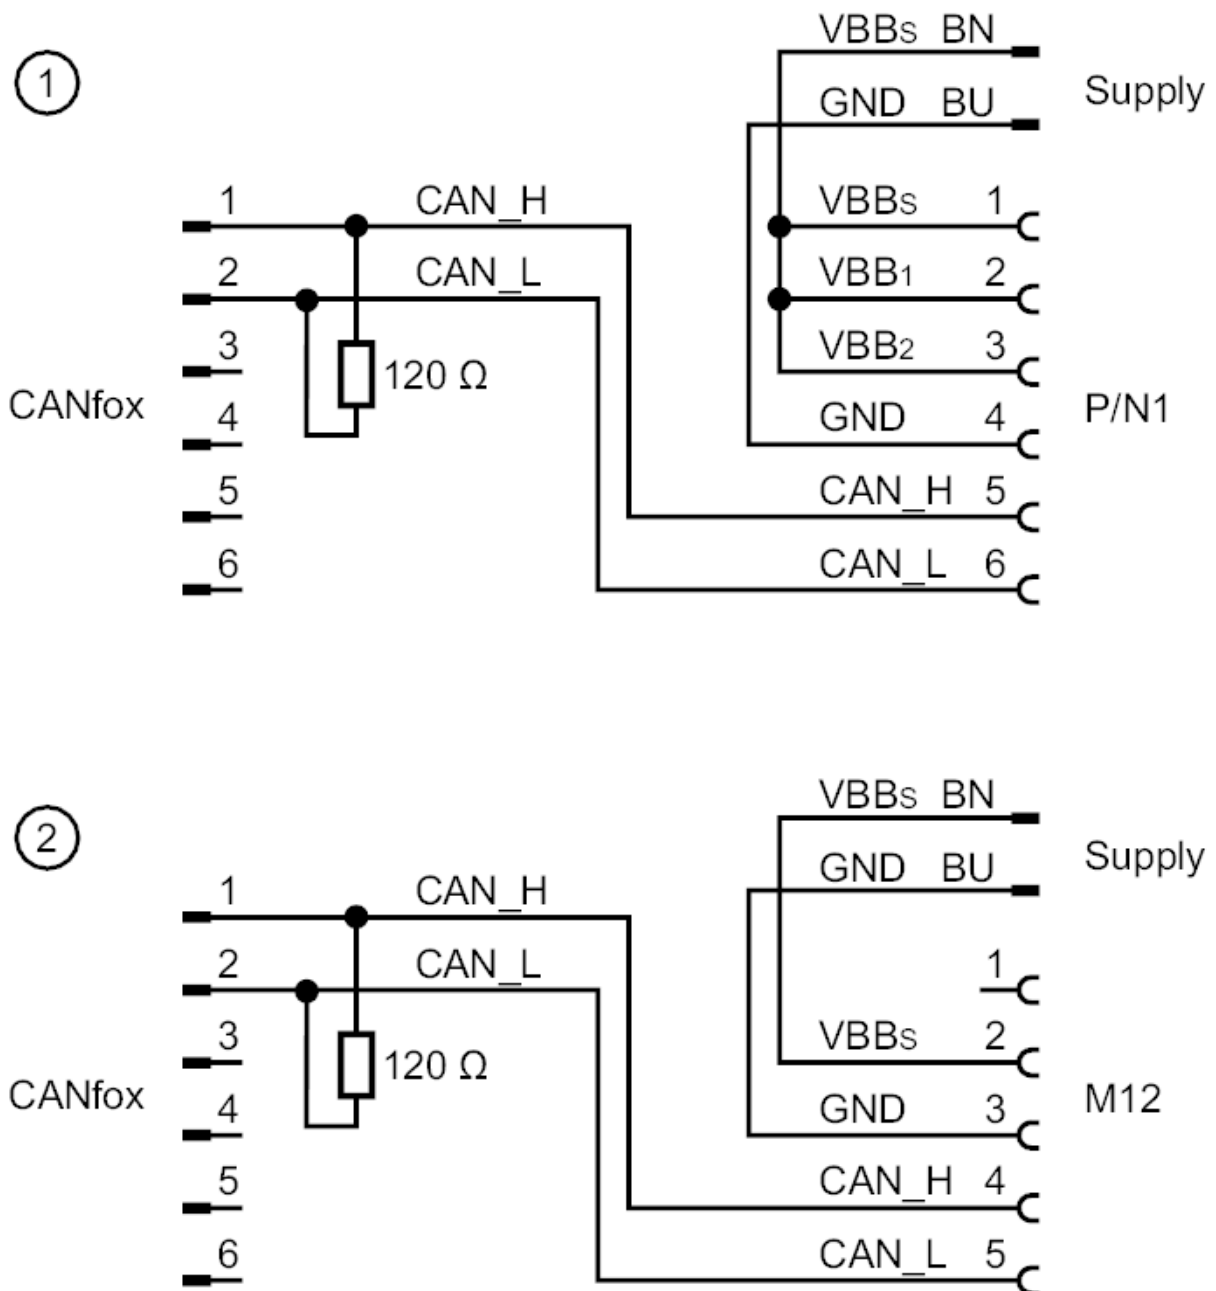 1
VBBS BN
GND BU
Supply
1 CAN_H
2 CAN_L
3
4
5
6
120 Ω
CANfox
VBBS 1
VBB1 2
VBB2 3
GND 4
CAN_H 5
CAN_L 6
P/N1
2
VBBS BN
GND BU
Supply
1 CAN_H
2 CAN_L
3
4
5
6
120 Ω
CANfox
1
VBBS 2
GND 3
CAN_H 4
CAN_L 5
M12